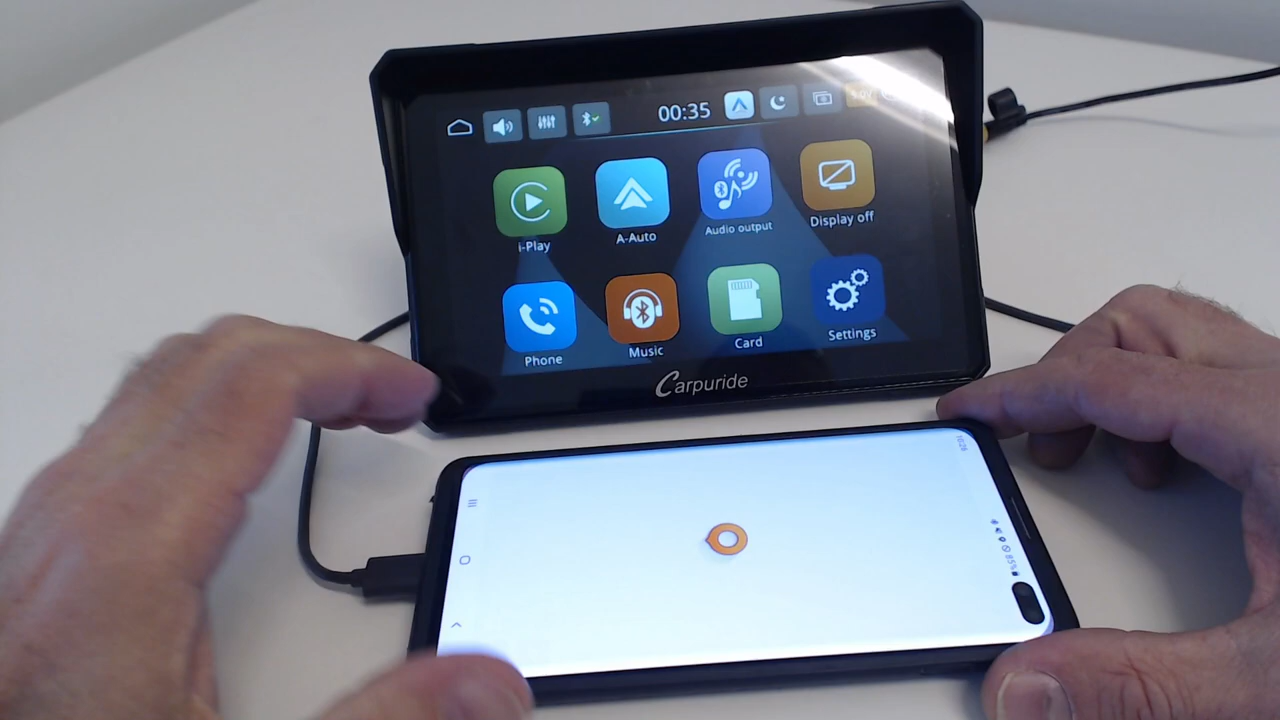 00:35
i-Play
A-Auto
Audio output
Display off
Phone
Music
Card
Settings
Carpuride